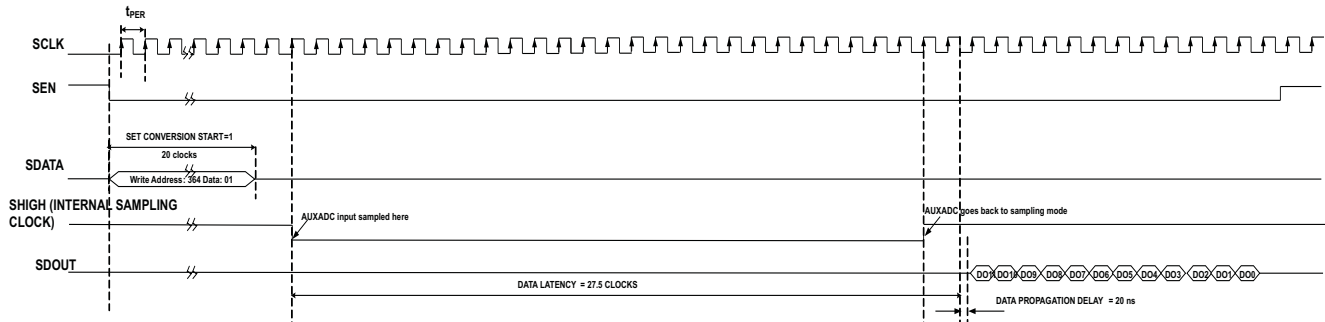 tPER
SCLK
SEN
SET CONVERSION START=1
20 clocks
SDATA
Write Address: 364 Data: 01
SHIGH (INTERNAL SAMPLING
CLOCK)
AUXADC input sampled here
AUXADC goes back to sampling mode
SDOUT
DO10 DO9 DO8 DO7 DO6 DO5 DO4 DO3 DO2 DO1 DO0
DATA LATENCY = 27.5 CLOCKS
DATA PROPAGATION DELAY = 20 ns